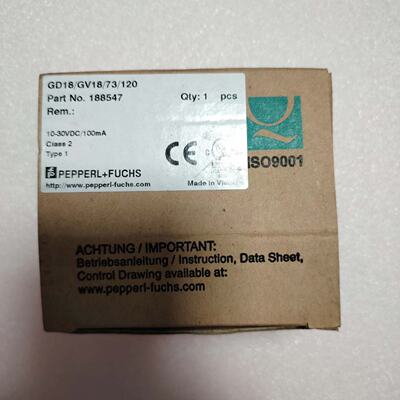 GD18/GV18/73/120
Part No. 188547 Qty: 1 pcs
Rem.:
10-30VDC/100mA
Class 2
Type 1
CE
PEPPERL+FUCHS
http://www.pepperl-fuchs.com Made in
Q
ISO9001
ACHTUNG / IMPORTANT:
Betriebsanleitung / Instruction, Data Sheet,
Control Drawing available at:
www.pepperl-fuchs.com